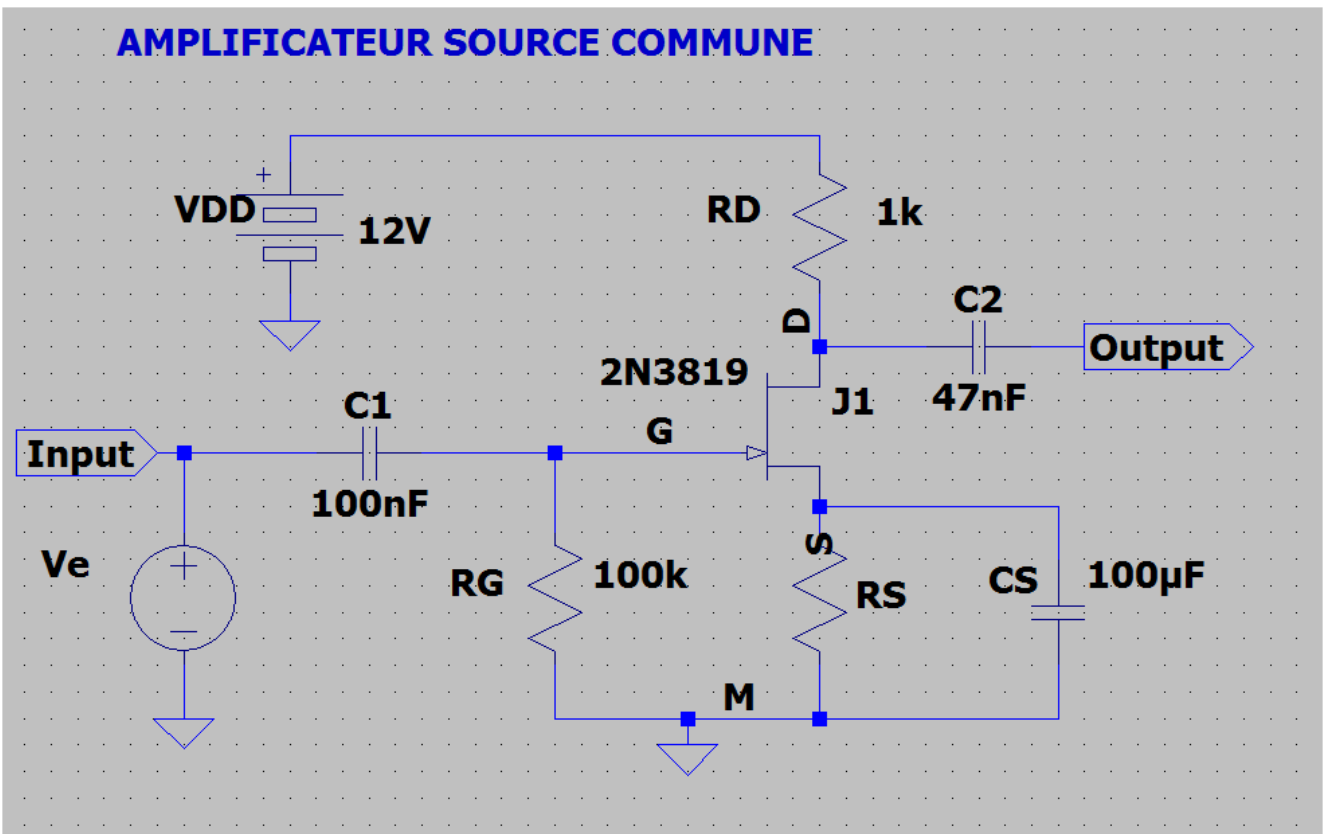 AMPLIFICATEUR SOURCE COMMUNE
+
VDD
12V
RD
1k
D
C2
Output
47nF
2N3819
J1
C1
G
Input
100nF
Ve
+
RG
100k
S
RS
CS
100µF
M